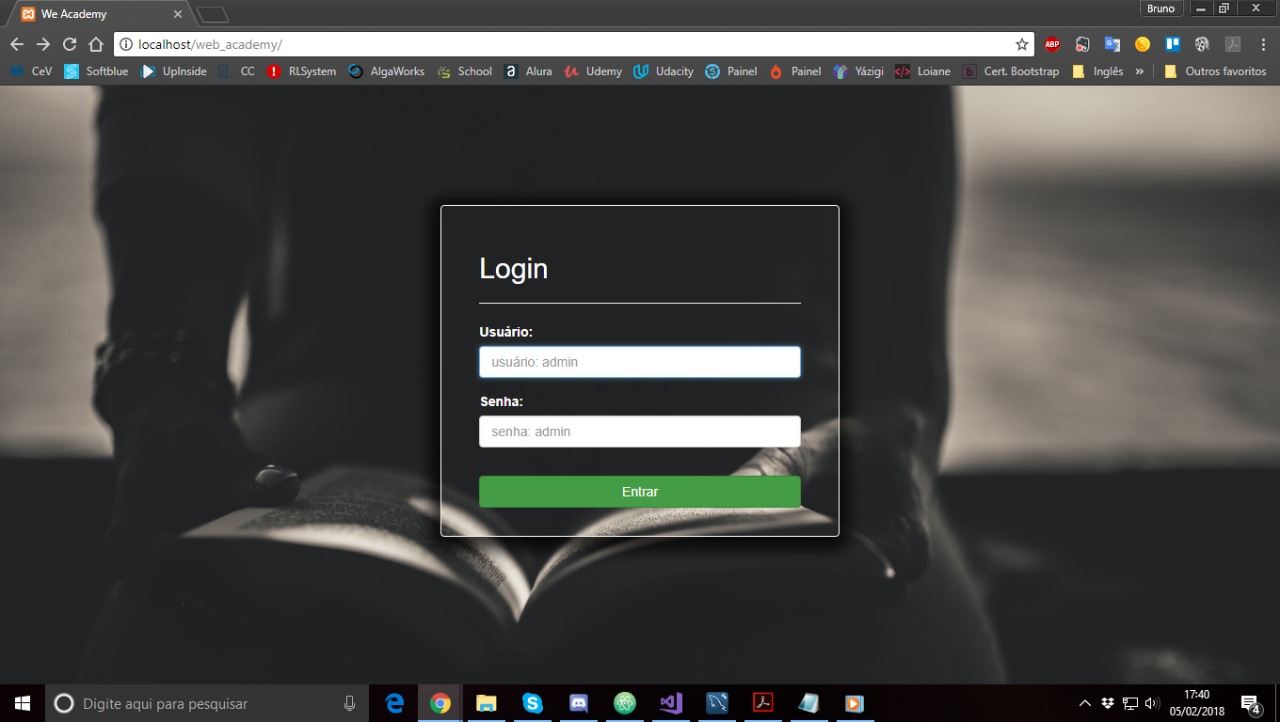 We Academy
Bruno
localhost/web_academy/
ABP
CeV Softblue UpInside CC RLSystem AlgaWorks School Alura Udemy Udacity Painel Painel Yázigi Loiane Cert. Bootstrap Inglês » Outros favoritos
Login
Usuário:
usuário: admin
Senha:
senha: admin
Entrar
Digite aqui para pesquisar
17:40
05/02/2018
4